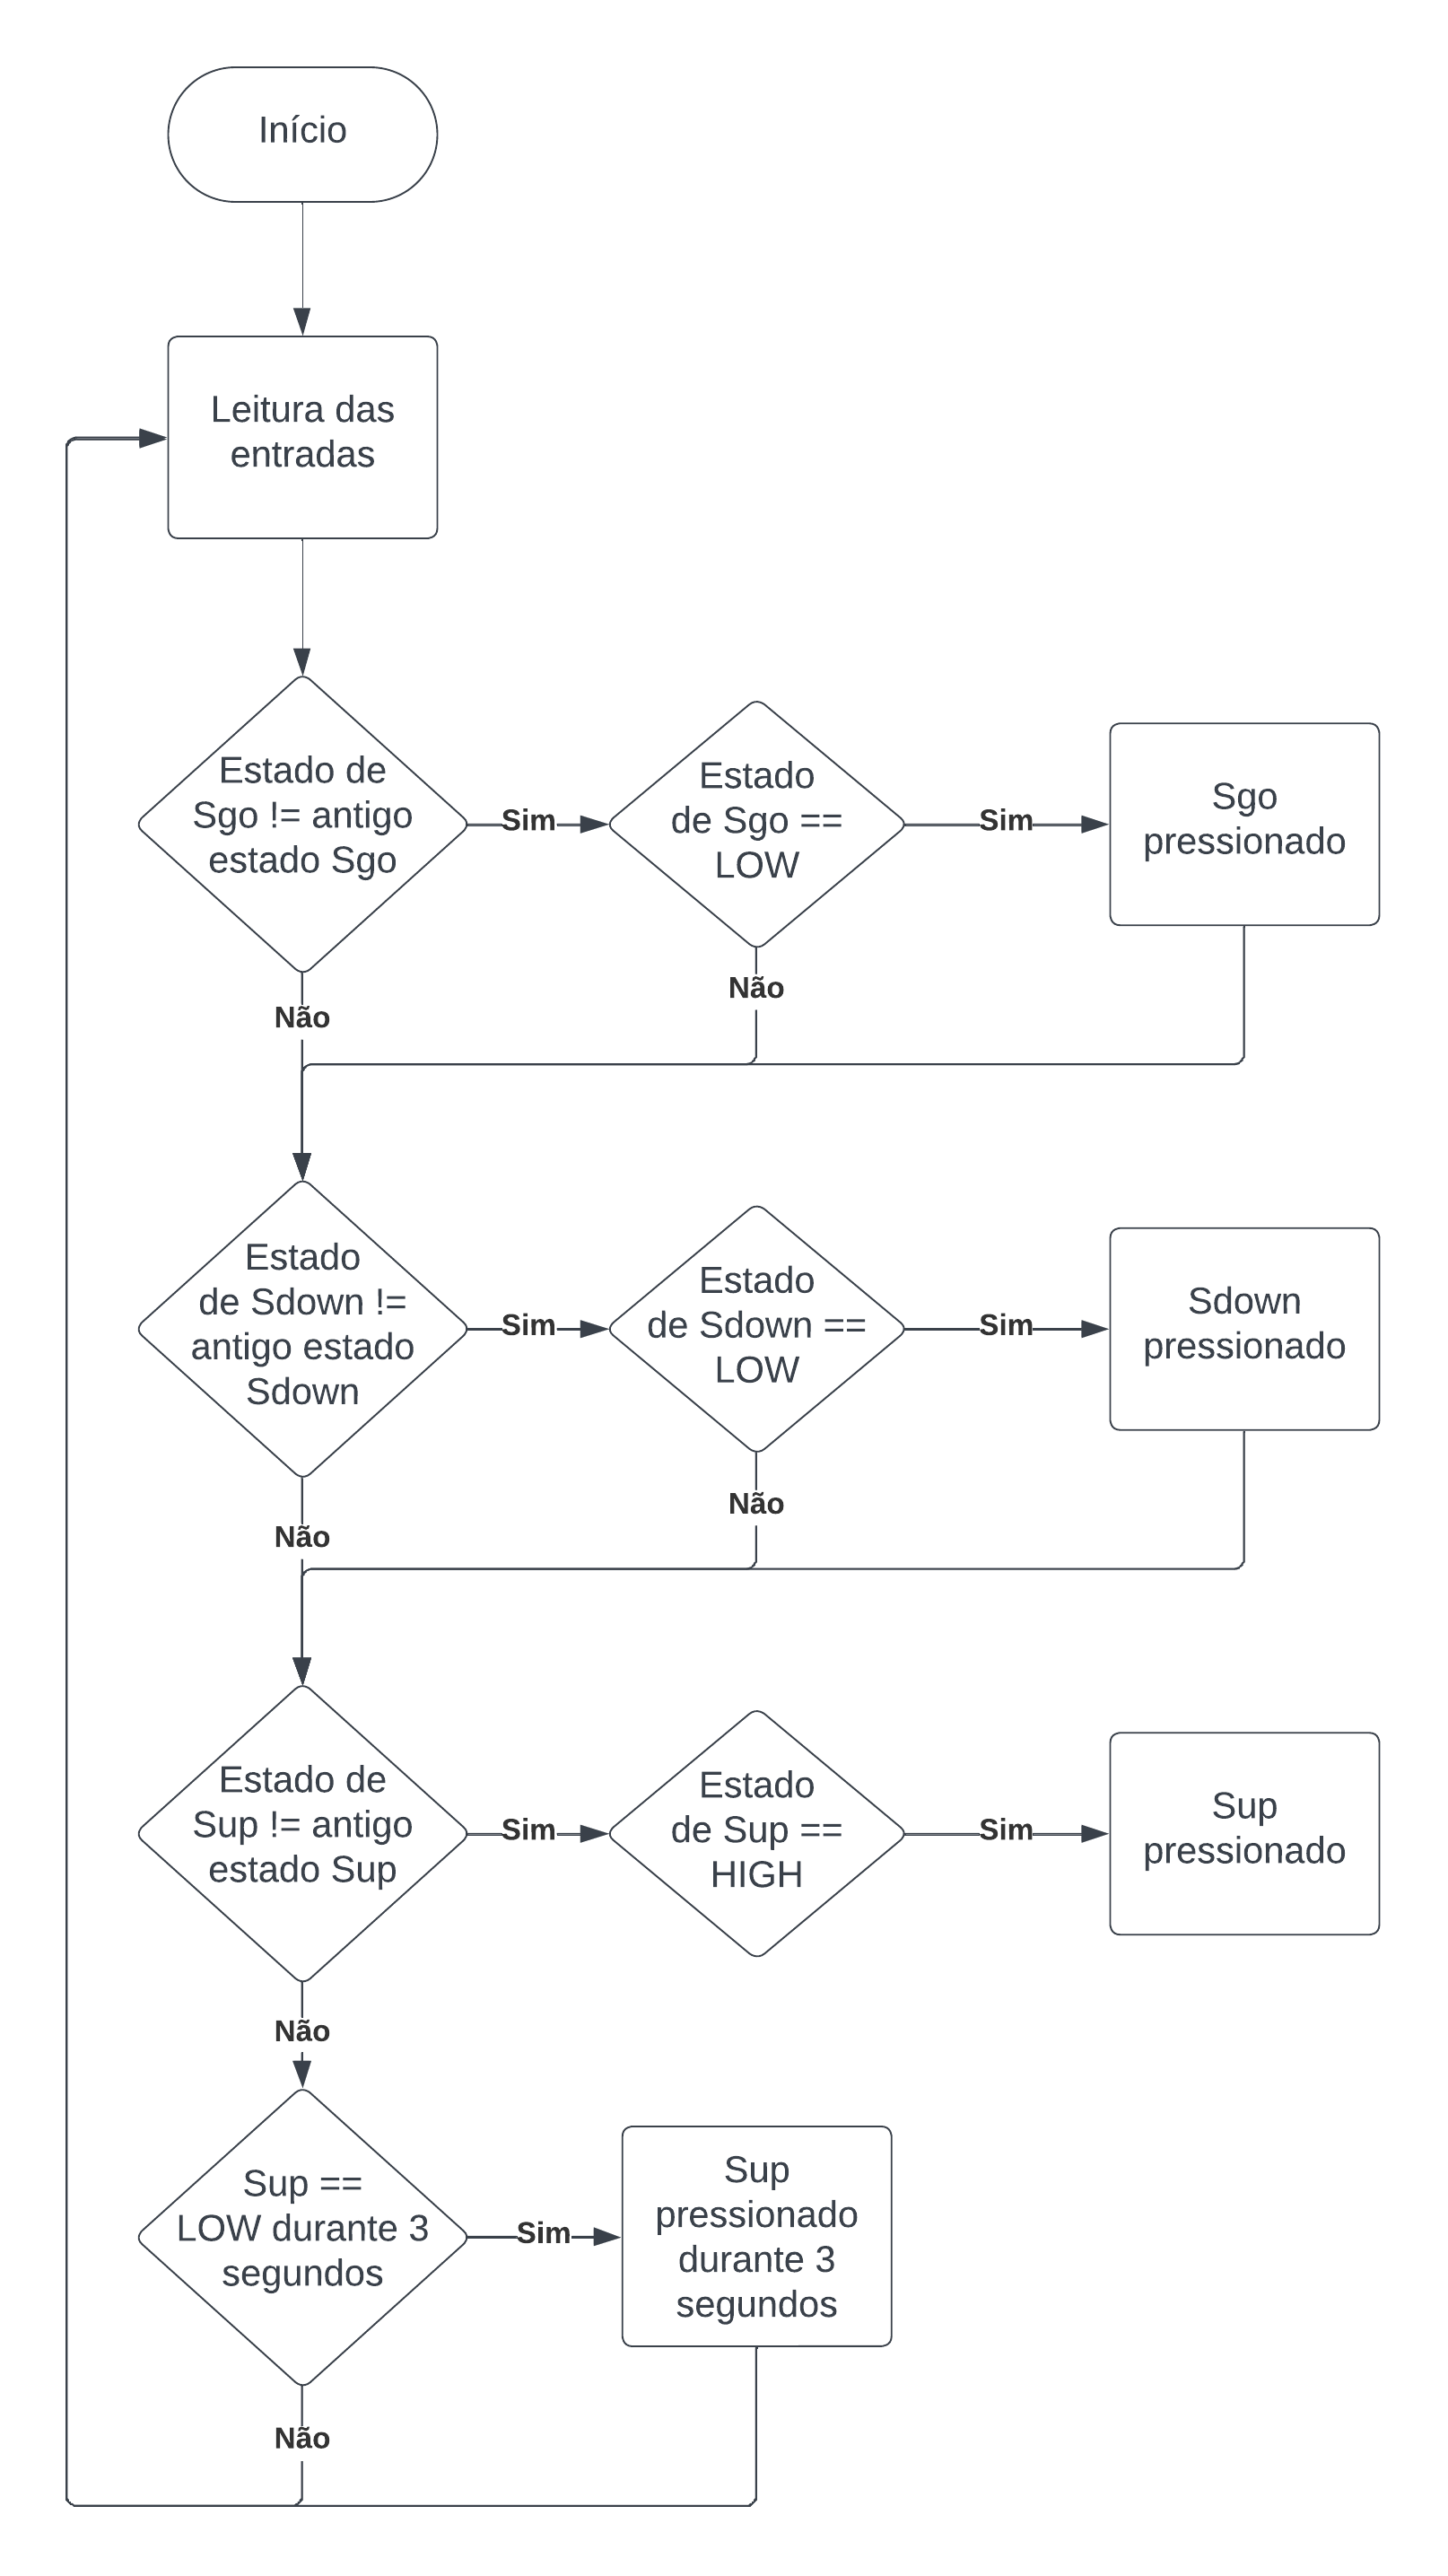 Início
Leitura das
entradas
Estado de
Sgo != antigo
estado Sgo
Sim
Estado
de Sgo ==
LOW
Sim
Sgo
pressionado
Não
Não
Estado
de Sdown !=
antigo estado
Sdown
Sim
Estado
de Sdown ==
LOW
Sim
Sdown
pressionado
Não
Não
Estado de
Sup != antigo
estado Sup
Sim
Estado
de Sup ==
HIGH
Sim
Sup
pressionado
Não
Sup ==
LOW durante 3
segundos
Sim
Sup
pressionado
durante 3
segundos
Não